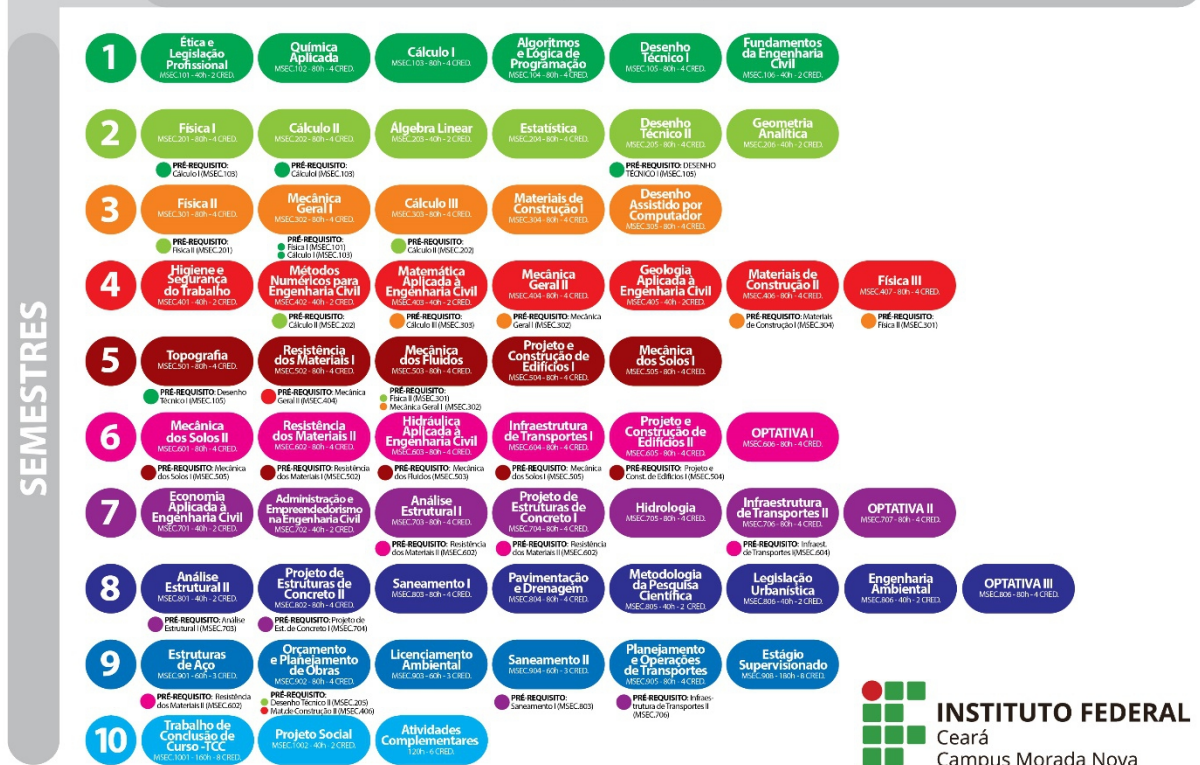 SEMESTRES
1
Ética e
Legislação
Profissional
MSEC.101 - 40h - 2 CRED.
Química
Aplicada
MSEC.102 - 80h - 4 CRED.
Cálculo I
MSEC.103 - 80h - 4 CRED.
Algoritmos
e Lógica de
Programação
MSEC.104 - 80h - 4 CRED.
Desenho
Técnico I
MSEC.105 - 80h - 4 CRED.
Fundamentos
da Engenharia
Civil
MSEC.106 - 40h - 2 CRED.
2
Física I
MSEC.201 - 80h - 4 CRED.
PRÉ-REQUISITO:
Cálculo I (MSEC.103)
Cálculo II
MSEC.202 - 80h - 4 CRED.
PRÉ-REQUISITO:
CálculoI (MSEC.103)
Álgebra Linear
MSEC.203 - 40h - 2 CRED.
Estatística
MSEC.204 - 80h - 4 CRED.
Desenho
Técnico II
MSEC.205 - 80h - 4 CRED.
PRÉ-REQUISITO: DESENHO
TÉCNICO I (MSEC.105)
Geometria
Analítica
MSEC.206 - 40h - 2 CRED.
3
Física II
MSEC.301 - 80h - 4 CRED.
PRÉ-REQUISITO:
Física II (MSEC.201)
Mecânica
Geral I
MSEC.302 - 80h - 4 CRED.
PRÉ-REQUISITO:
Física I (MSEC.101)
Cálculo I (MSEC.103)
Cálculo III
MSEC.303 - 80h - 4 CRED.
PRÉ-REQUISITO:
Cálculo II (MSEC.202)
Materiais de
Construção I
MSEC.304 - 80h - 4 CRED.
Desenho
Assistido por
Computador
MSEC.305 - 80h - 4 CRED.
4
Higiene e
Segurança
do Trabalho
MSEC.401 - 40h - 2 CRED.
Métodos
Numéricos para
Engenharia Civil
MSEC.402 - 40h - 2 CRED.
PRÉ-REQUISITO:
Cálculo II (MSEC.202)
Matemática
Aplicada à
Engenharia Civil
MSEC.403 - 40h - 2 CRED.
PRÉ-REQUISITO:
Cálculo III (MSEC.303)
Mecânica
Geral II
MSEC.404 - 80h - 4 CRED.
PRÉ-REQUISITO: Mecânica
Geral I (MSEC.302)
Geologia
Aplicada à
Engenharia Civil
MSEC.405 - 40h - 2CRED.
Materiais de
Construção II
MSEC.406 - 80h - 4 CRED.
PRÉ-REQUISITO: Materiais
de Construção I (MSEC.304)
Física III
MSEC.407 - 80h - 4 CRED.
PRÉ-REQUISITO:
Física II (MSEC.301)
5
Topografia
MSEC.501 - 80h - 4 CRED.
PRÉ-REQUISITO: Desenho
Técnico I (MSEC.105)
Resistência
dos Materiais I
MSEC.502 - 80h - 4 CRED.
PRÉ-REQUISITO: Mecânica
Geral II (MSEC.404)
Mecânica
dos Fluidos
MSEC.503 - 80h - 4 CRED.
PRÉ-REQUISITO:
Física II (MSEC.301)
Mecânica Geral I (MSEC.302)
Projeto e
Construção de
Edifícios I
MSEC.504 - 80h - 4 CRED.
Mecânica
dos Solos I
MSEC.505 - 80h - 4 CRED.
6
Mecânica
dos Solos II
MSEC.601 - 80h - 4 CRED.
PRÉ-REQUISITO: Mecânica
dos Solos I (MSEC.505)
Resistência
dos Materiais II
MSEC.602 - 80h - 4 CRED.
PRÉ-REQUISITO: Resistência
dos Materiais I (MSEC.502)
Hidráulica
Aplicada à
Engenharia Civil
MSEC.603 - 80h - 4 CRED.
PRÉ-REQUISITO: Mecânica
dos Fluidos (MSEC.503)
Infraestrutura
de Transportes I
MSEC.604 - 80h - 4 CRED.
PRÉ-REQUISITO: Mecânica
dos Solos I (MSEC.505)
Projeto e
Construção de
Edifícios II
MSEC.605 - 80h - 4 CRED.
PRÉ-REQUISITO: Projeto e
Const. de Edifícios I (MSEC.504)
OPTATIVA I
MSEC.606 - 80h - 4 CRED.
7
Economia
Aplicada à
Engenharia Civil
MSEC.701 - 40h - 2 CRED.
Administração e
Empreendedorismo
na Engenharia Civil
MSEC.702 - 40h - 2 CRED.
Análise
Estrutural I
MSEC.703 - 80h - 4 CRED.
PRÉ-REQUISITO: Resistência
dos Materiais II (MSEC.602)
Projeto de
Estruturas de
Concreto I
MSEC.704 - 80h - 4 CRED.
PRÉ-REQUISITO: Resistência
dos Materiais II (MSEC.602)
Hidrologia
MSEC.705 - 80h - 4 CRED.
Infraestrutura
de Transportes II
MSEC.706 - 80h - 4 CRED.
PRÉ-REQUISITO: Infraest.
de Transportes I(MSEC.604)
OPTATIVA II
MSEC.707 - 80h - 4 CRED.
8
Análise
Estrutural II
MSEC.801 - 40h - 2 CRED.
PRÉ-REQUISITO: Análise
Estrutural I (MSEC.703)
Projeto de
Estruturas de
Concreto II
MSEC.802 - 80h - 4 CRED.
PRÉ-REQUISITO: Projeto de
Est. de Concreto I (MSEC.704)
Saneamento I
MSEC.803 - 80h - 4 CRED.
Pavimentação
e Drenagem
MSEC.804 - 80h - 4 CRED.
Metodologia
da Pesquisa
Científica
MSEC.805 - 40h - 2 CRED.
Legislação
Urbanística
MSEC.806 - 40h - 2 CRED.
Engenharia
Ambiental
MSEC.806 - 40h - 2 CRED.
OPTATIVA III
MSEC.806 - 80h - 4 CRED.
9
Estruturas
de Aço
MSEC.901 - 60h - 3 CRED.
PRÉ-REQUISITO: Resistência
dos Materiais II (MSEC.602)
Orçamento
e Planejamento
de Obras
MSEC.902 - 80h - 4 CRED.
PRÉ-REQUISITO:
Desenho Técnico II (MSEC.205)
Mat.de Construção II (MSEC.406)
Licenciamento
Ambiental
MSEC.903 - 60h - 3 CRED.
Saneamento II
MSEC.904 - 60h - 3 CRED.
PRÉ-REQUISITO:
Saneamento I (MSEC.803)
Planejamento
e Operações
de Transportes
MSEC.905 - 80h - 4 CRED.
PRÉ-REQUISITO: Infraes-
trutura de Transportes II
(MSEC.706)
Estágio
Supervisionado
MSEC.908 - 180h - 8 CRED.
10
Trabalho de
Conclusão de
Curso -TCC
MSEC.1001 - 160h - 8 CRED.
Projeto Social
MSEC.1002 - 40h - 2 CRED.
Atividades
Complementares
120h - 6 CRED.
INSTITUTO FEDERAL
Ceará
Campus Morada Nova